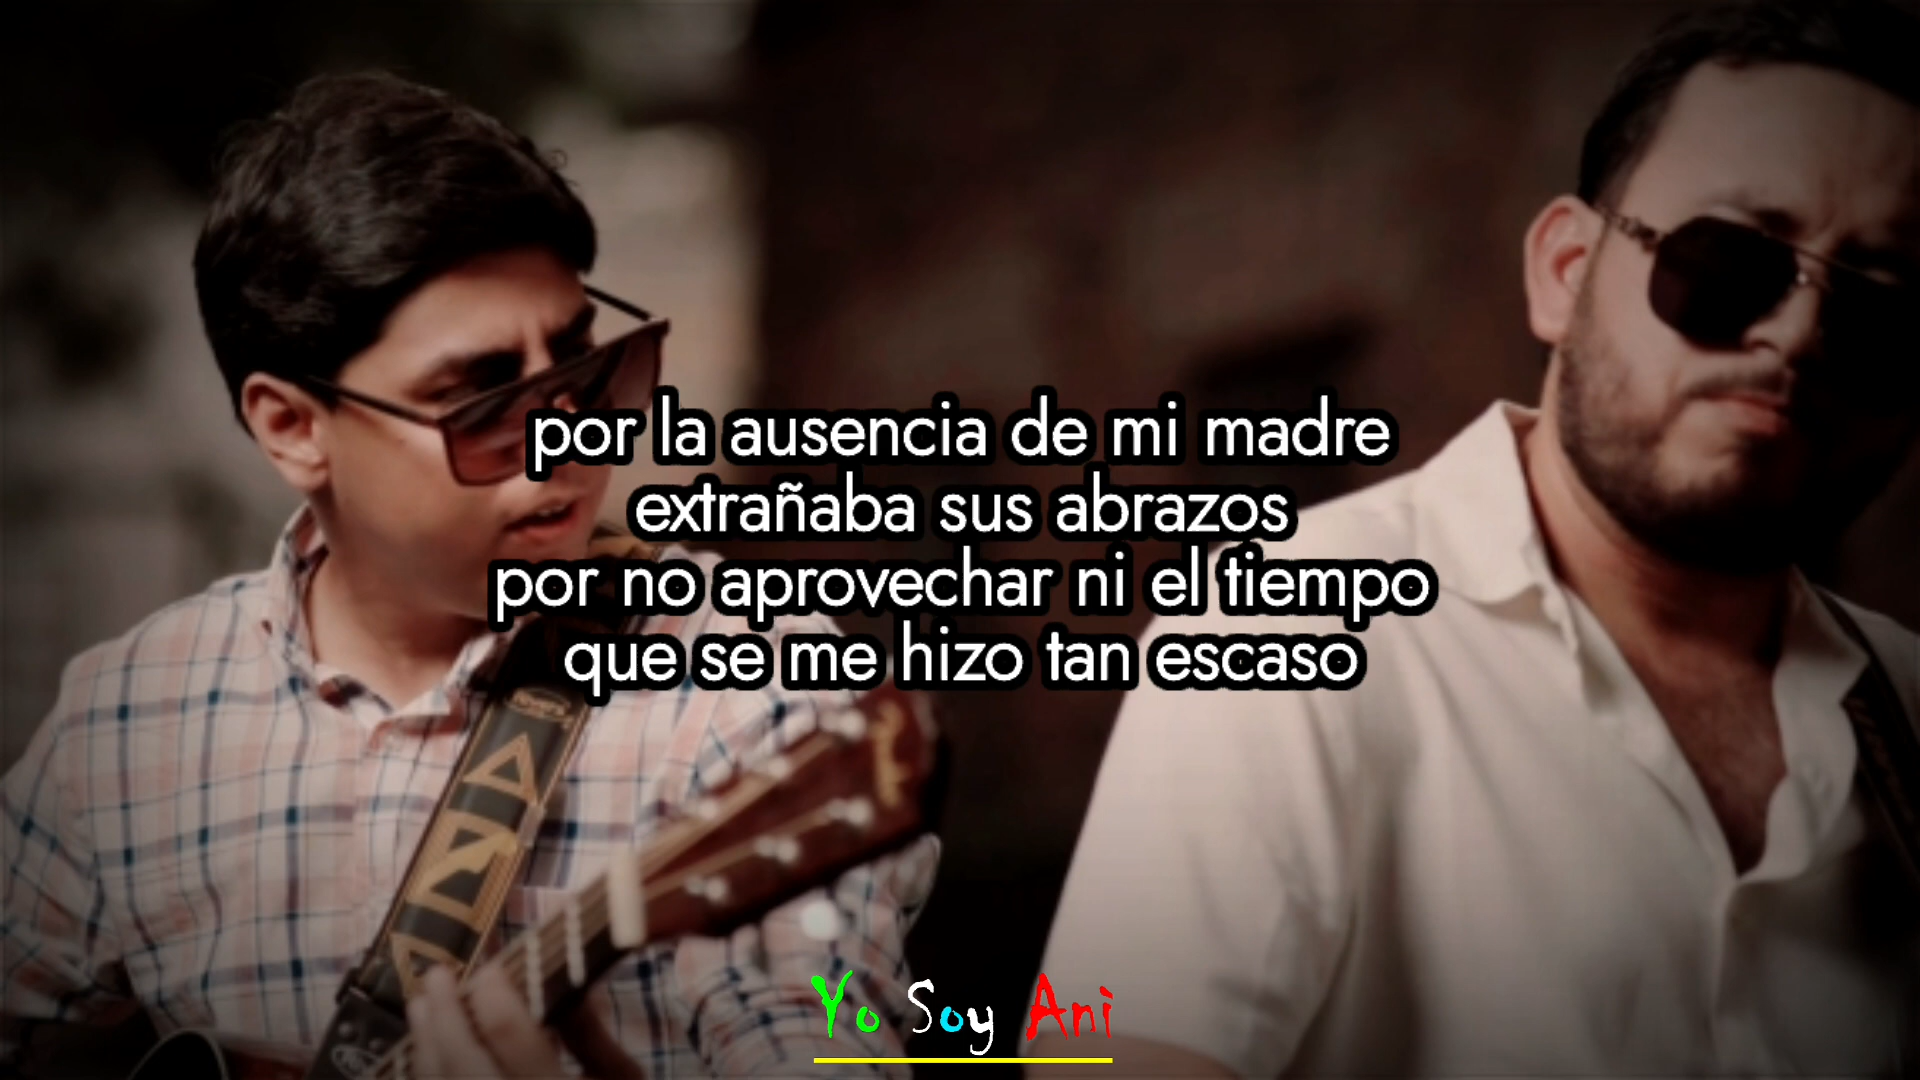 por la ausencia de mi madre
extrañaba sus abrazos
por no aprovechar ni el tiempo
que se me hizo tan escaso
Yo Soy Ani